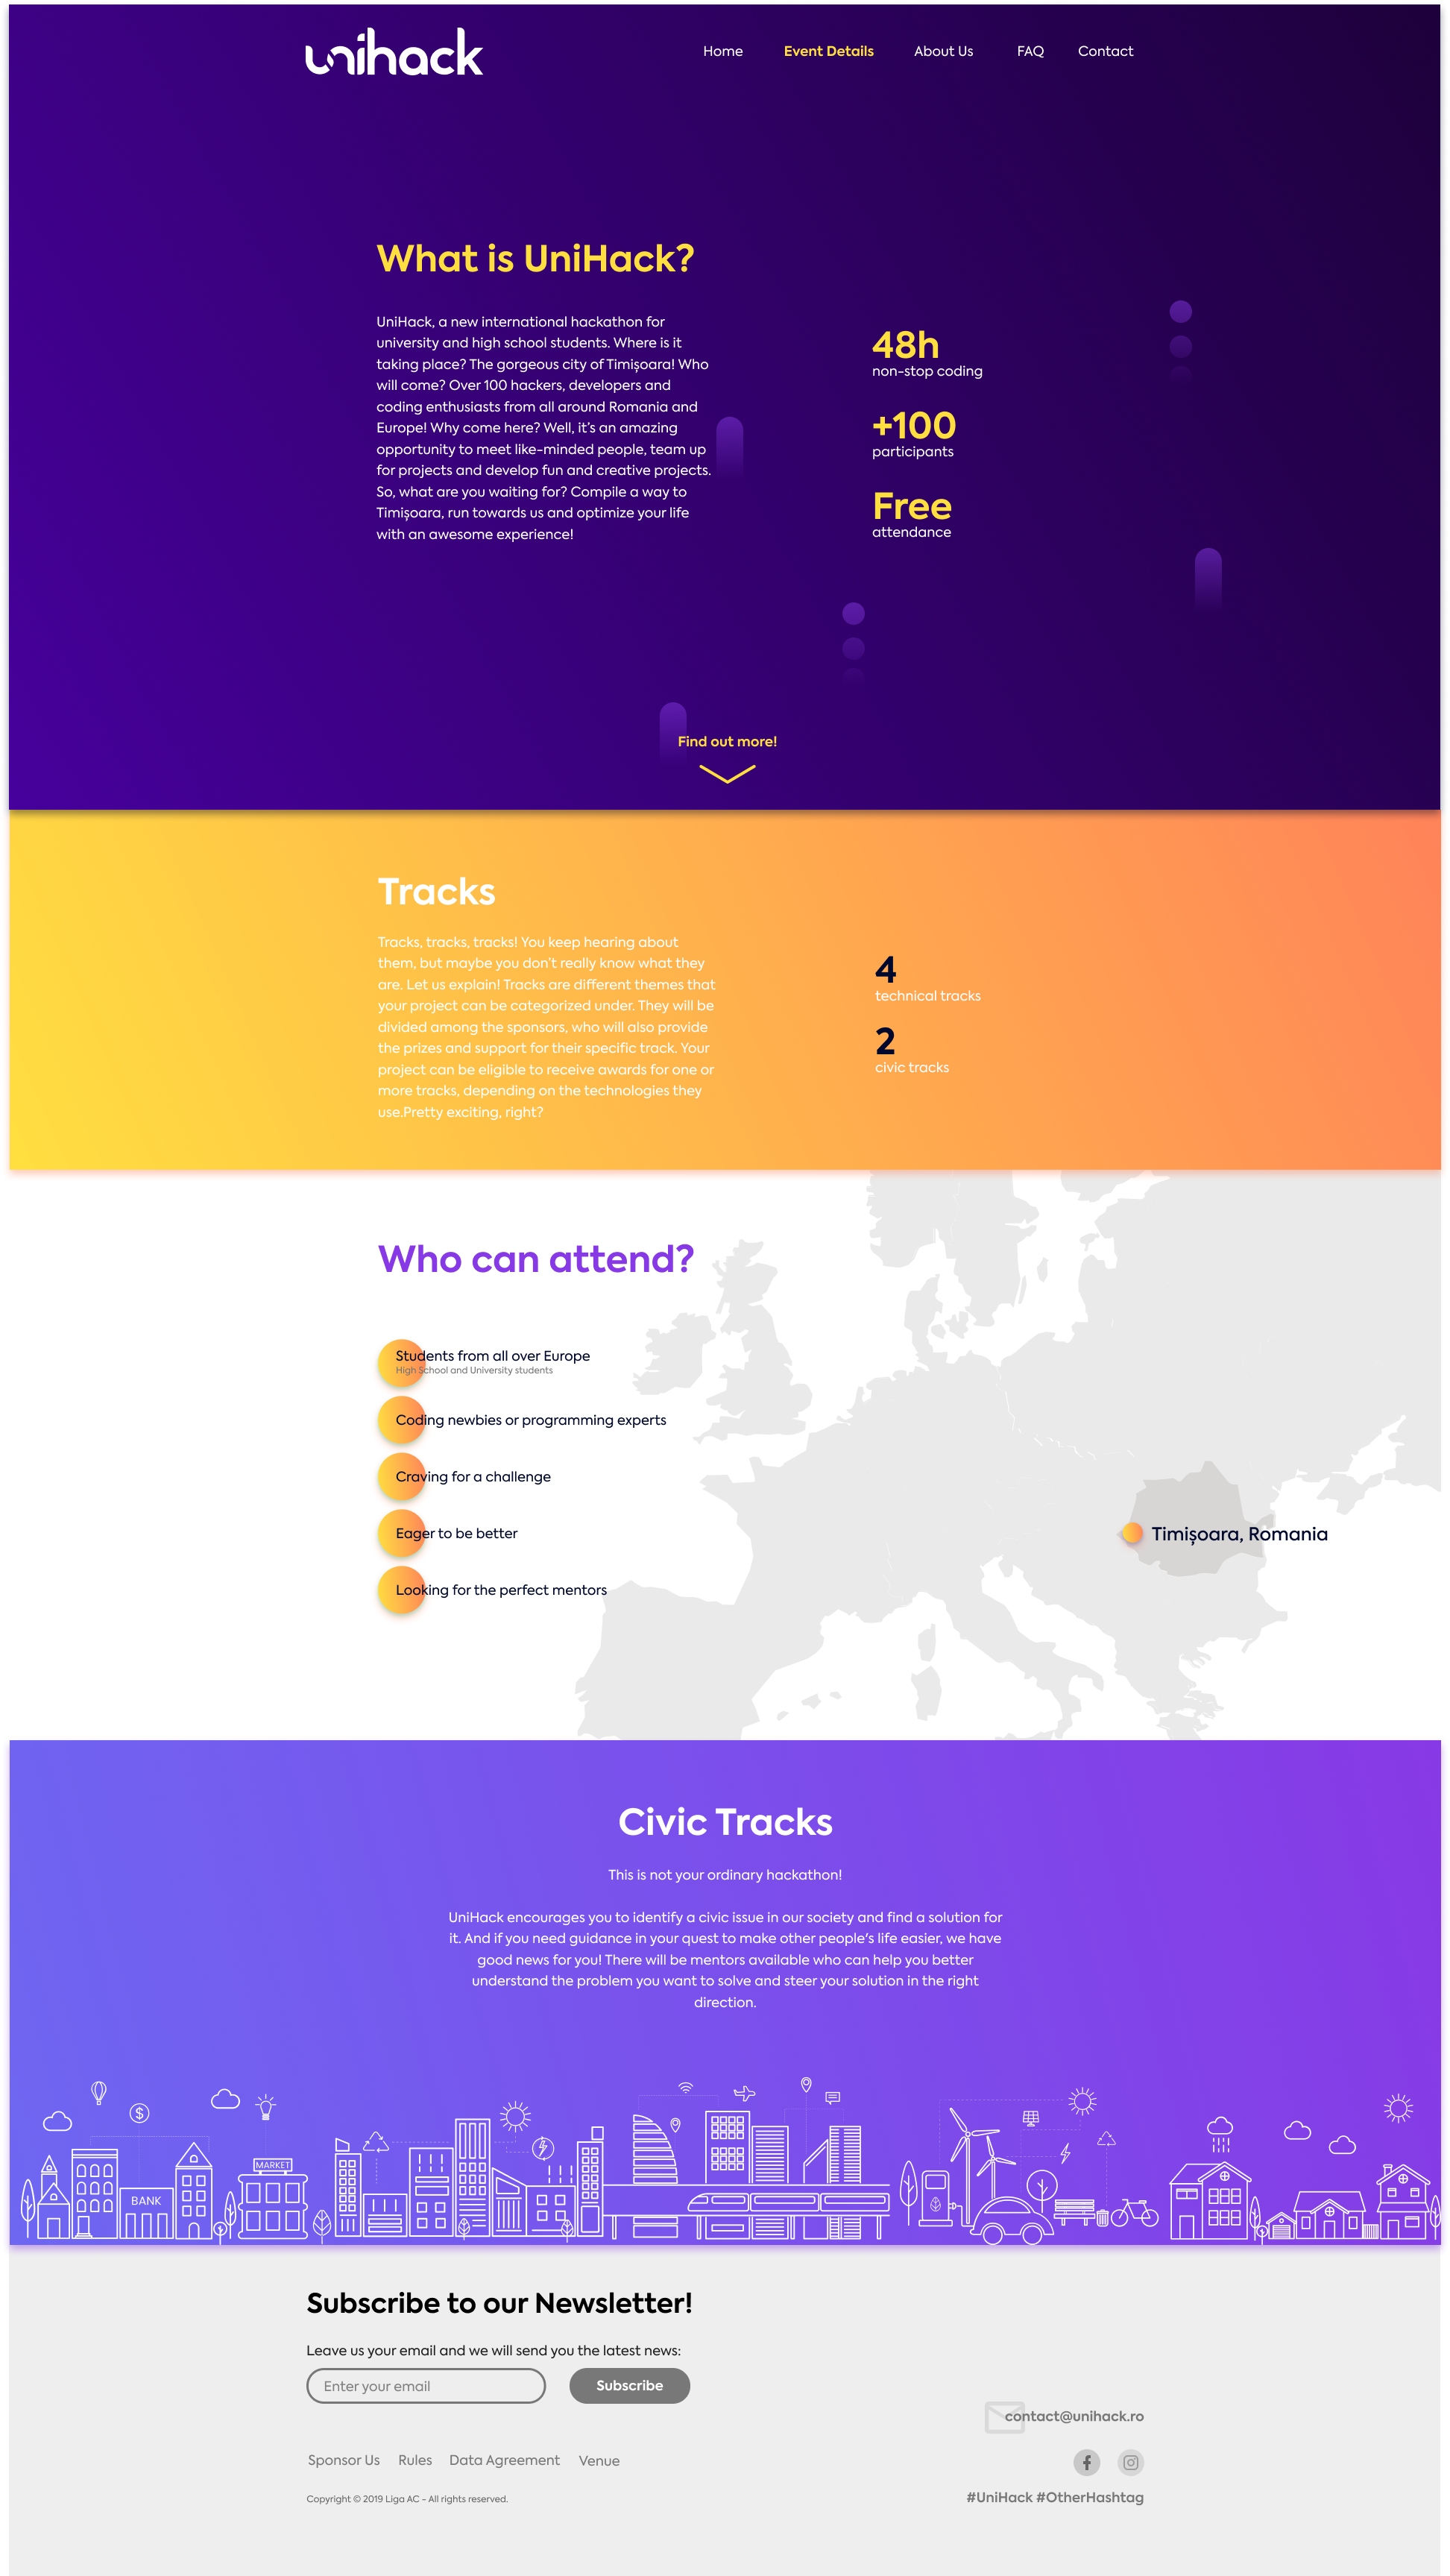 unihack
Home Event Details About Us FAQ Contact
What is UniHack?
UniHack, a new international hackathon for
university and high school students. Where is it
taking place? The gorgeous city of Timișoara! Who
will come? Over 100 hackers, developers and
coding enthusiasts from all around Romania and
Europe! Why come here? Well, it's an amazing
opportunity to meet like-minded people, team up
for projects and develop fun and creative projects.
So, what are you waiting for? Compile a way to
Timișoara, run towards us and optimize your life
with an awesome experience!
48h
non-stop coding
+100
participants
Free
attendance
Find out more!
Tracks
Tracks, tracks, tracks! You keep hearing about
them, but maybe you don't really know what they
are. Let us explain! Tracks are different themes that
your project can be categorized under. They will be
divided among the sponsors, who will also provide
the prizes and support for their specific track. Your
project can be eligible to receive awards for one or
more tracks, depending on the technologies they
use.Pretty exciting, right?
4
technical tracks
2
civic tracks
Who can attend?
Students from all over Europe
High School and University students
Coding newbies or programming experts
Craving for a challenge
Eager to be better
Looking for the perfect mentors
Timișoara, Romania
Civic Tracks
This is not your ordinary hackathon!
UniHack encourages you to identify a civic issue in our society and find a solution for
it. And if you need guidance in your quest to make other people's life easier, we have
good news for you! There will be mentors available who can help you better
understand the problem you want to solve and steer your solution in the right
direction.
$
MARKET
BANK
Subscribe to our Newsletter!
Leave us your email and we will send you the latest news:
Enter your email
Subscribe
contact@unihack.ro
Sponsor Us Rules Data Agreement Venue
#UniHack #OtherHashtag
Copyright © 2019 Liga AC - All rights reserved.